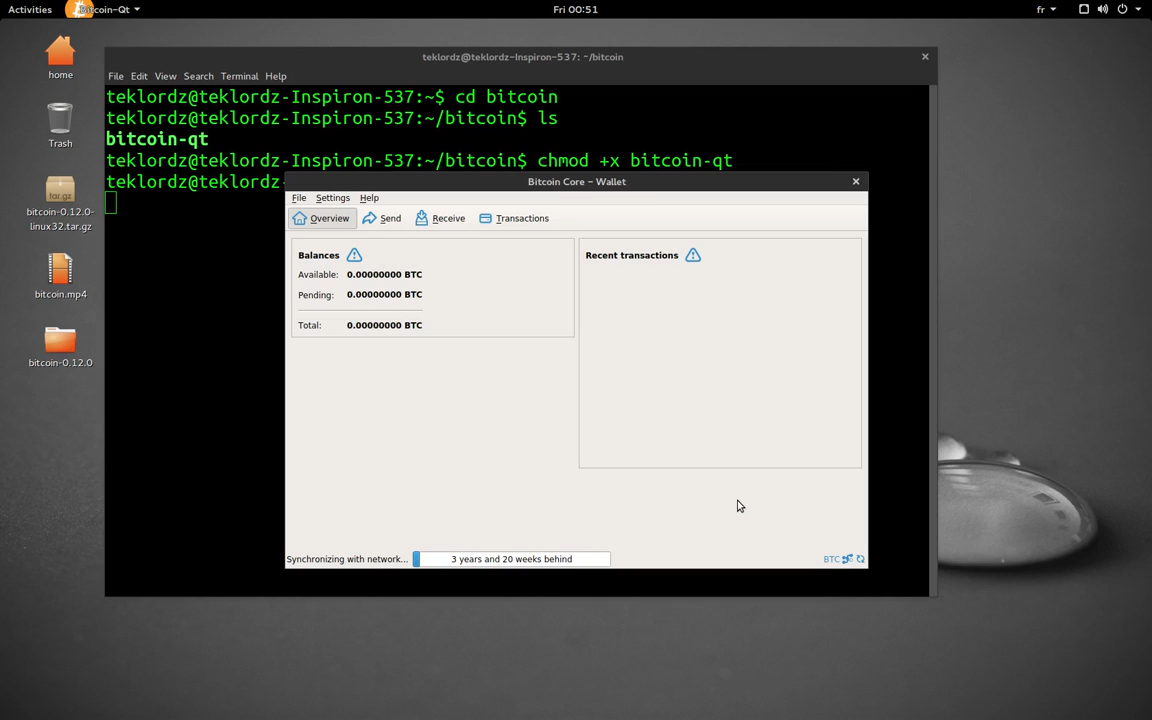 Activities Bitcoin-Qt Fri 00:51 fr
home
Trash
tar.gz
bitcoin-0.12.0-
linux32.tar.gz
bitcoin.mp4
bitcoin-0.12.0
teklordz@teklordz-Inspiron-537: ~/bitcoin
File Edit View Search Terminal Help
teklordz@teklordz-Inspiron-537:~$ cd bitcoin
teklordz@teklordz-Inspiron-537:~/bitcoin$ ls
bitcoin-qt
teklordz@teklordz-Inspiron-537:~/bitcoin$ chmod +x bitcoin-qt
teklordz@teklordz-
Bitcoin Core - Wallet
File Settings Help
Overview Send Receive Transactions
Balances
Available: 0.00000000 BTC
Pending: 0.00000000 BTC
Total: 0.00000000 BTC
Recent transactions
Synchronizing with network... 3 years and 20 weeks behind BTC